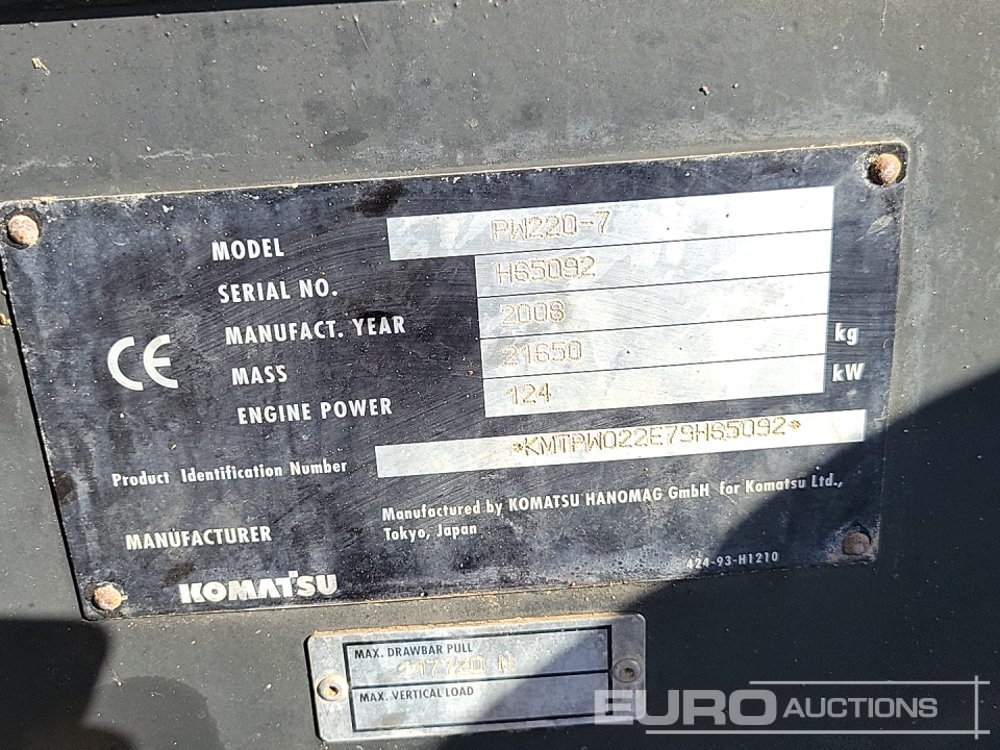 MODEL PW220-7
SERIAL NO. H65092
MANUFACT. YEAR 2008
MASS 21650 kg
ENGINE POWER 124 kW
CE
Product Identification Number *KMTPW022E79H65092*
MANUFACTURER Manufactured by KOMATSU HANOMAG GmbH for Komatsu Ltd.,
Tokyo, Japan
424-93-H1210
KOMATSU
MAX. DRAWBAR PULL
N
MAX. VERTICAL LOAD
EURO AUCTIONS